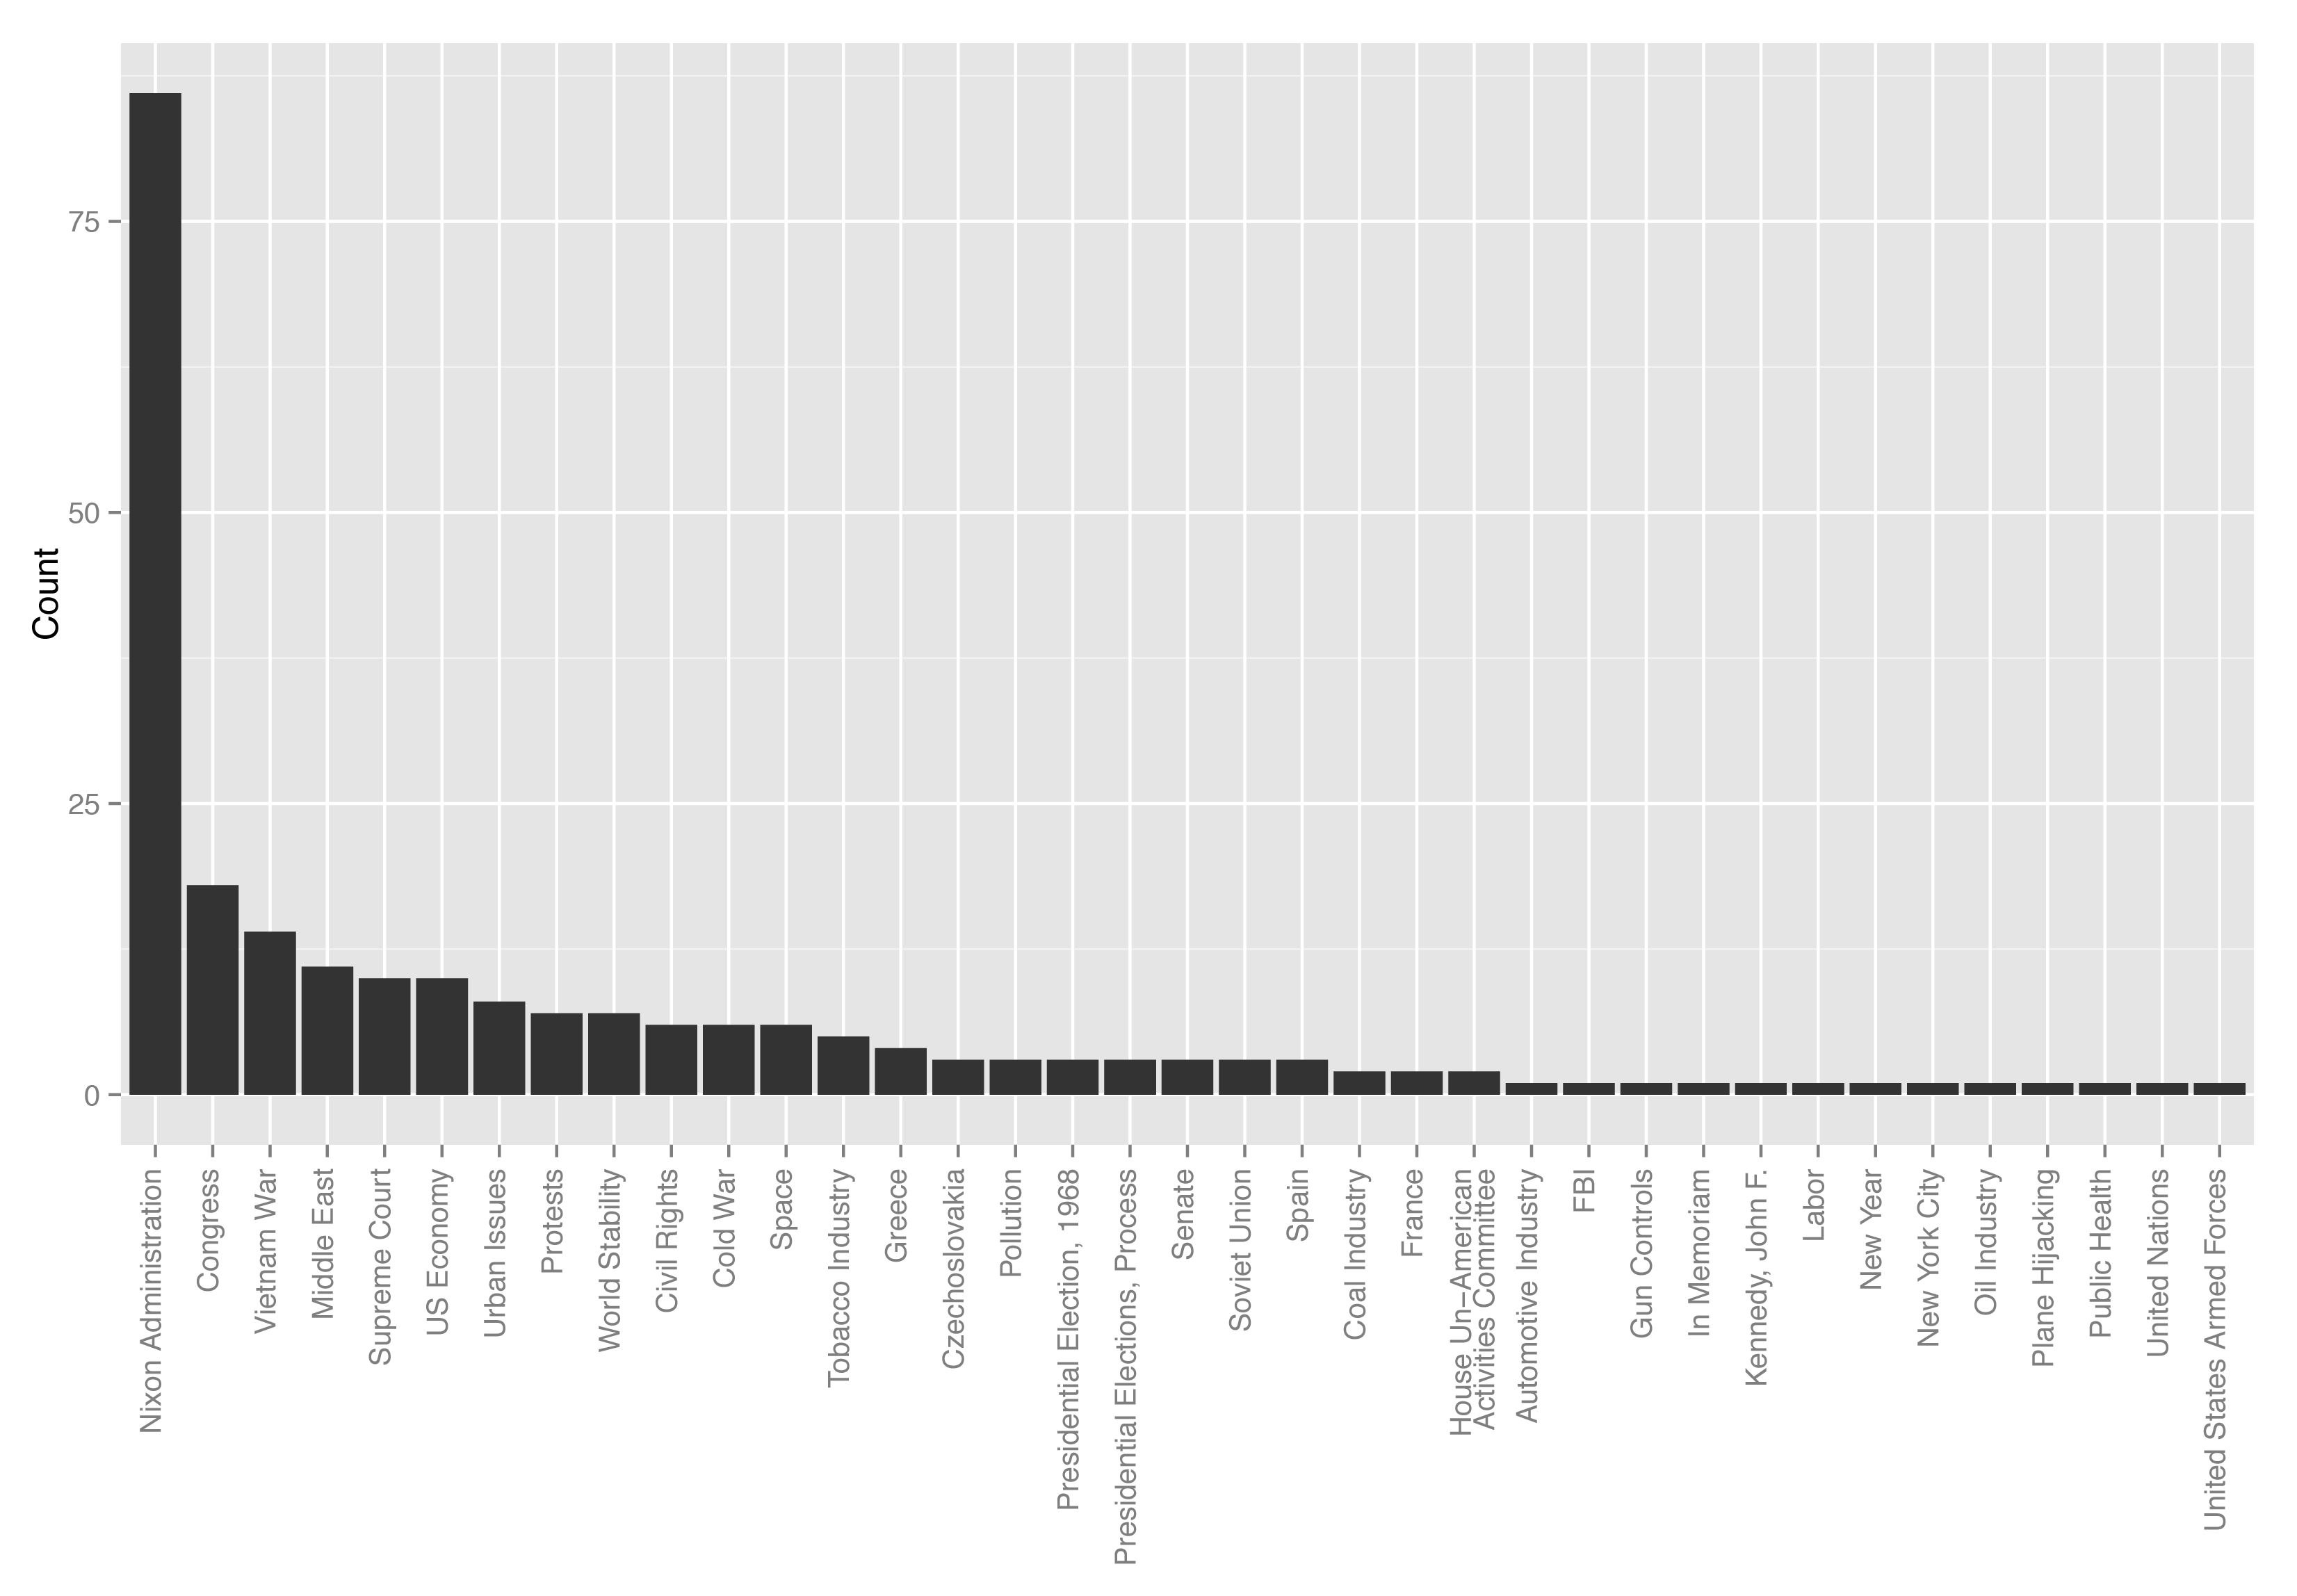 Count
75
50
25
0
Nixon Administration
Congress
Vietnam War
Middle East
Supreme Court
US Economy
Urban Issues
Protests
World Stability
Civil Rights
Cold War
Space
Tobacco Industry
Greece
Czechoslovakia
Pollution
Presidential Election, 1968
Presidential Elections, Process
Senate
Soviet Union
Spain
Coal Industry
France
House Un−American
Activities Committee
Automotive Industry
FBI
Gun Controls
In Memoriam
Kennedy, John F.
Labor
New Year
New York City
Oil Industry
Plane Hijacking
Public Health
United Nations
United States Armed Forces